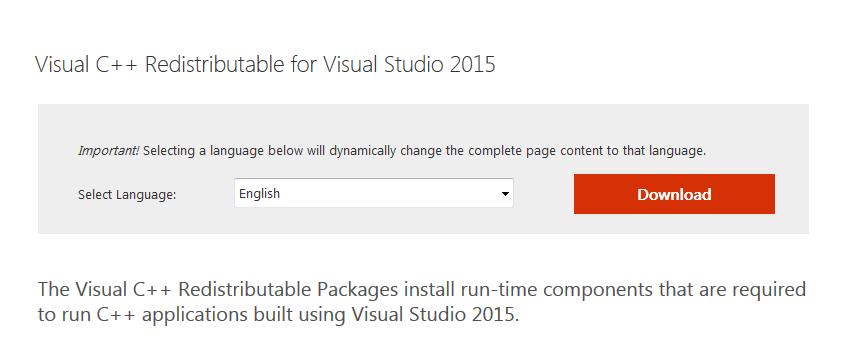 Visual C++ Redistributable for Visual Studio 2015
Important! Selecting a language below will dynamically change the complete page content to that language.
Select Language:
English
Download
The Visual C++ Redistributable Packages install run-time components that are required
to run C++ applications built using Visual Studio 2015.